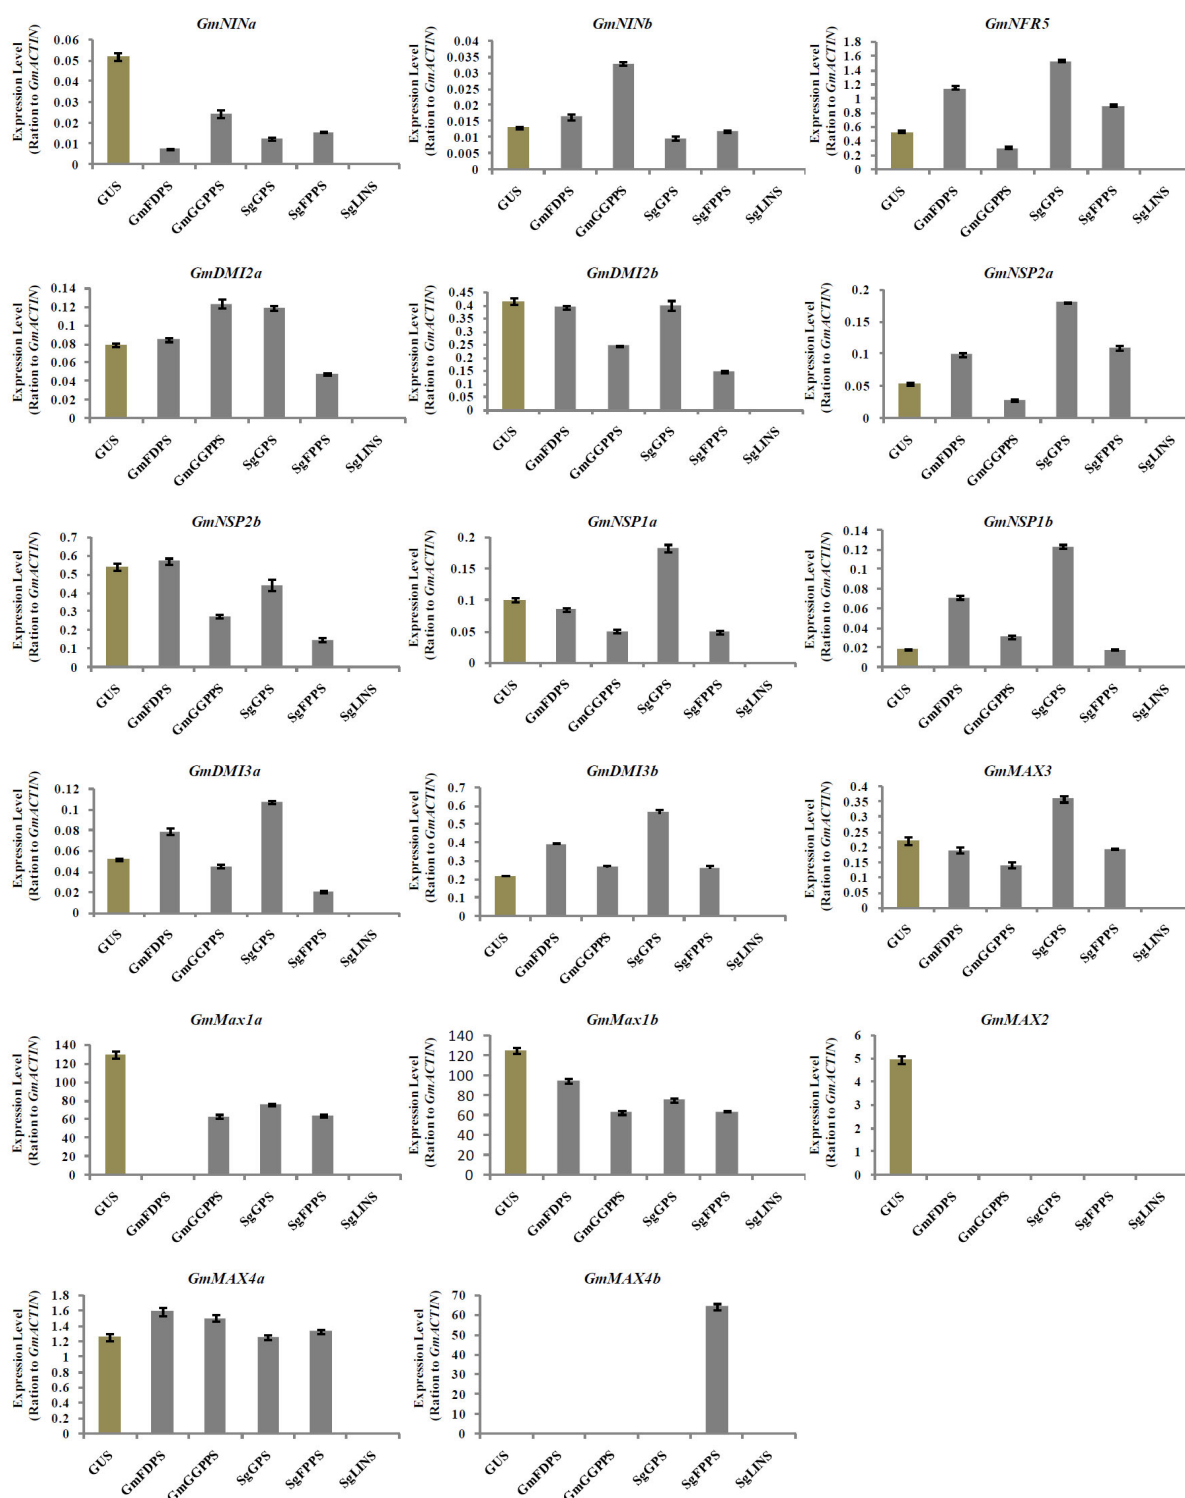 GmNINa
Expression Level
(Ration to GmACTIN)
0.06
0.05
0.04
0.03
0.02
0.01
0
GUS
GmFDPS
GmGGPPS
SgGPS
SgFPPS
SgLINS
GmNINb
Expression Level
(Ration to GmACTIN)
0.04
0.035
0.03
0.025
0.02
0.015
0.01
0.005
0
GUS
GmFDPS
GmGGPPS
SgGPS
SgFPPS
SgLINS
GmNFR5
Expression Level
(Ration to GmACTIN)
1.8
1.6
1.4
1.2
1
0.8
0.6
0.4
0.2
0
GUS
GmFDPS
GmGGPPS
SgGPS
SgFPPS
SgLINS
GmDMI2a
Expression Level
(Ration to GmACTIN)
0.14
0.12
0.1
0.08
0.06
0.04
0.02
0
GUS
GmFDPS
GmGGPPS
SgGPS
SgFPPS
SgLINS
GmDMI2b
Expression Level
(Ration to GmACTIN)
0.45
0.4
0.35
0.3
0.25
0.2
0.15
0.1
0.05
0
GUS
GmFDPS
GmGGPPS
SgGPS
SgFPPS
SgLINS
GmNSP2a
Expression Level
(Ration to GmACTIN)
0.2
0.15
0.1
0.05
0
GUS
GmFDPS
GmGGPPS
SgGPS
SgFPPS
SgLINS
GmNSP2b
Expression Level
(Ration to GmACTIN)
0.7
0.6
0.5
0.4
0.3
0.2
0.1
0
GUS
GmFDPS
GmGGPPS
SgGPS
SgFPPS
SgLINS
GmNSP1a
Expression Level
(Ration to GmACTIN)
0.2
0.15
0.1
0.05
0
GUS
GmFDPS
GmGGPPS
SgGPS
SgFPPS
SgLINS
GmNSP1b
Expression Level
(Ration to GmACTIN)
0.14
0.12
0.1
0.08
0.06
0.04
0.02
0
GUS
GmFDPS
GmGGPPS
SgGPS
SgFPPS
SgLINS
GmDMI3a
Expression Level
(Ration to GmACTIN)
0.12
0.1
0.08
0.06
0.04
0.02
0
GUS
GmFDPS
GmGGPPS
SgGPS
SgFPPS
SgLINS
GmDMI3b
Expression Level
(Ration to GmACTIN)
0.7
0.6
0.5
0.4
0.3
0.2
0.1
0
GUS
GmFDPS
GmGGPPS
SgGPS
SgFPPS
SgLINS
GmMAX3
Expression Level
(Ration to GmACTIN)
0.4
0.35
0.3
0.25
0.2
0.15
0.1
0.05
0
GUS
GmFDPS
GmGGPPS
SgGPS
SgFPPS
SgLINS
GmMax1a
Expression Level
(Ration to GmACTIN)
140
120
100
80
60
40
20
0
GUS
GmFDPS
GmGGPPS
SgGPS
SgFPPS
SgLINS
GmMax1b
Expression Level
(Ration to GmACTIN)
140
120
100
80
60
40
20
0
GUS
GmFDPS
GmGGPPS
SgGPS
SgFPPS
SgLINS
GmMAX2
Expression Level
(Ration to GmACTIN)
6
5
4
3
2
1
0
GUS
GmFDPS
GmGGPPS
SgGPS
SgFPPS
SgLINS
GmMAX4a
Expression Level
(Ration to GmACTIN)
1.8
1.6
1.4
1.2
1
0.8
0.6
0.4
0.2
0
GUS
GmFDPS
GmGGPPS
SgGPS
SgFPPS
SgLINS
GmMAX4b
Expression Level
(Ration to GmACTIN)
70
60
50
40
30
20
10
0
GUS
GmFDPS
GmGGPPS
SgGPS
SgFPPS
SgLINS